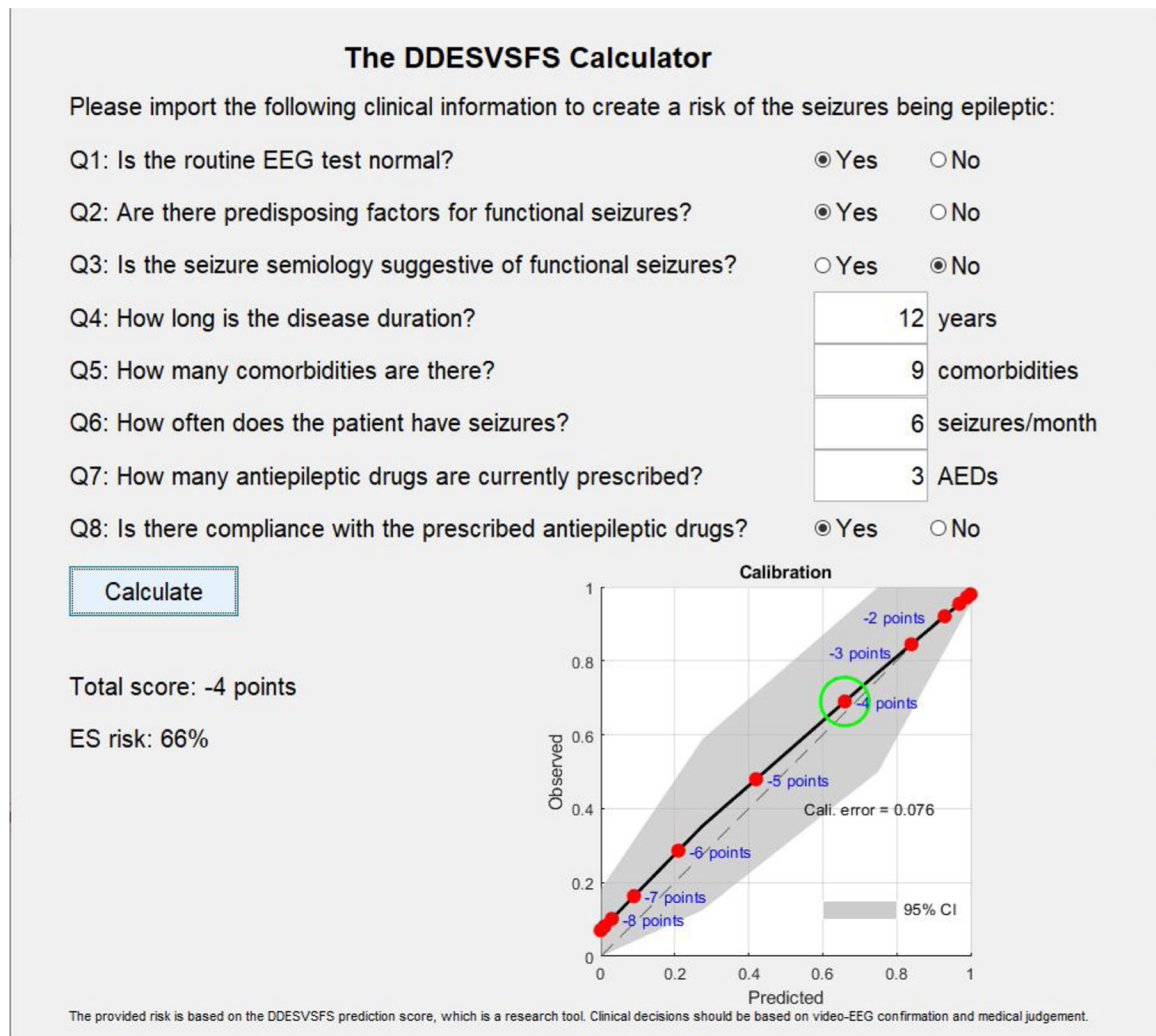 The DDESVSFS Calculator
Please import the following clinical information to create a risk of the seizures being epileptic:
Q1: Is the routine EEG test normal? Yes No
Q2: Are there predisposing factors for functional seizures? Yes No
Q3: Is the seizure semiology suggestive of functional seizures? Yes No
Q4: How long is the disease duration? 12 years
Q5: How many comorbidities are there? 9 comorbidities
Q6: How often does the patient have seizures? 6 seizures/month
Q7: How many antiepileptic drugs are currently prescribed? 3 AEDs
Q8: Is there compliance with the prescribed antiepileptic drugs? Yes No
Calculate
Total score: -4 points
ES risk: 66%
Calibration
1
0.8
0.6
0.4
0.2
0
Observed
-2 points
-3 points
-4 points
-5 points
Cali. error = 0.076
-6 points
-7 points
-8 points
95% CI
0 0.2 0.4 0.6 0.8 1
Predicted
The provided risk is based on the DDESVSFS prediction score, which is a research tool. Clinical decisions should be based on video-EEG confirmation and medical judgement.